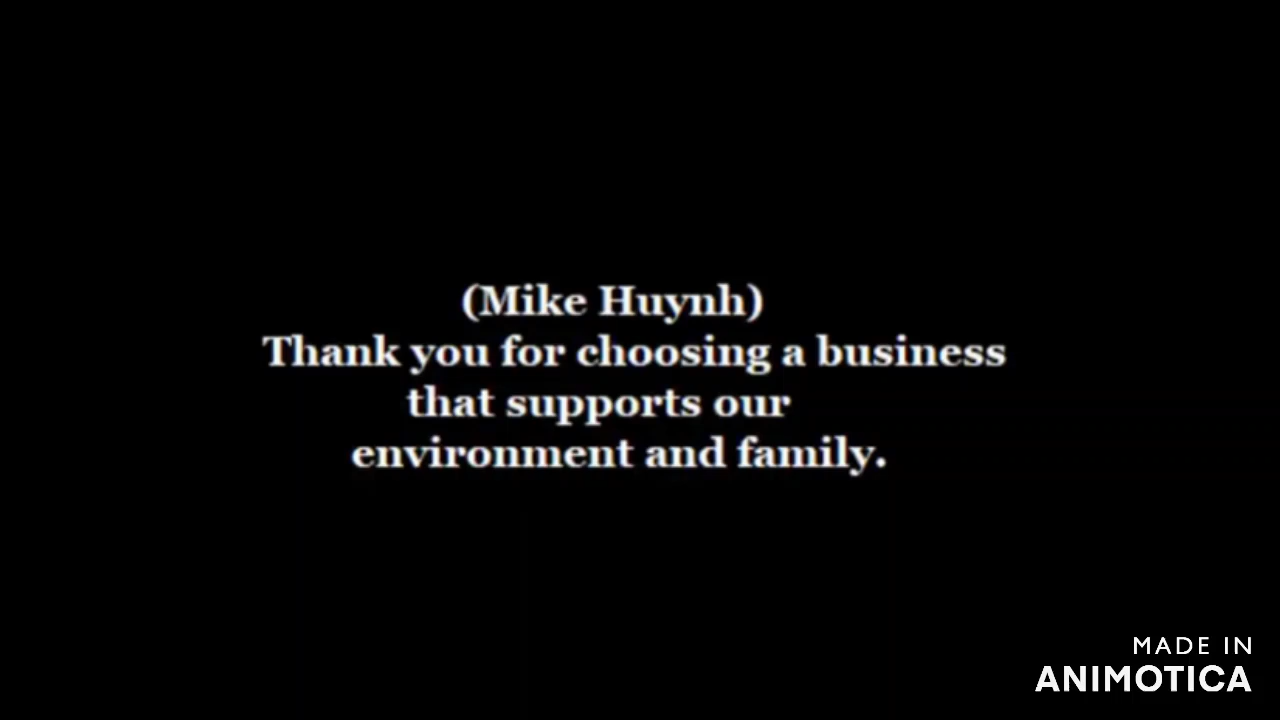 (Mike Huynh)
Thank you for choosing a business
that supports our
environment and family.
MADE IN
ANIMOTICA